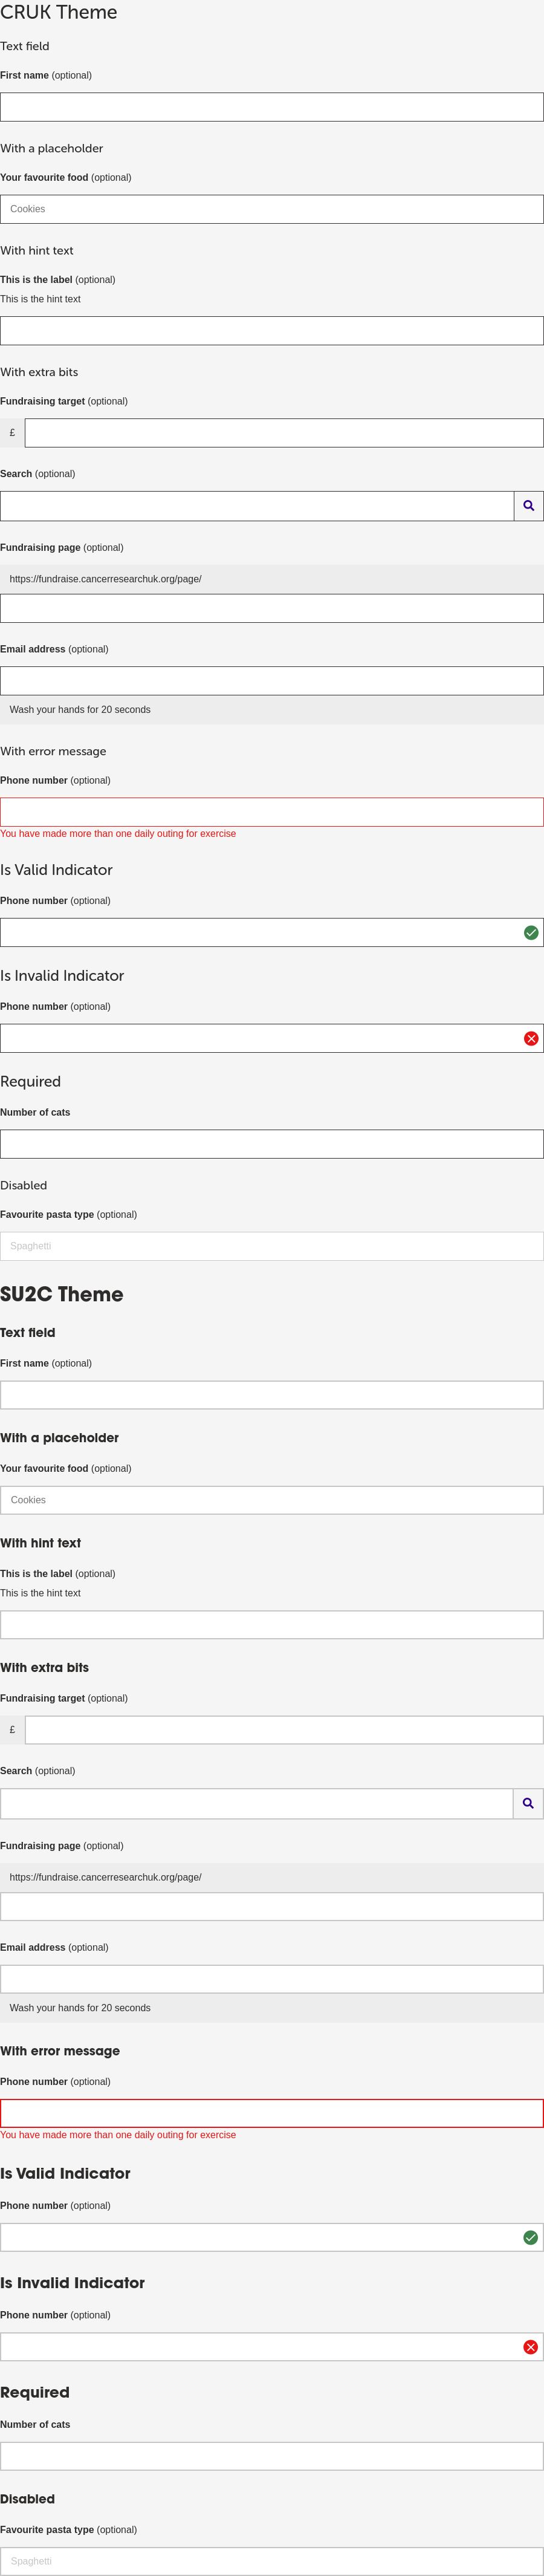 CRUK Theme
Text field
First name (optional)
With a placeholder
Your favourite food (optional)
Cookies
With hint text
This is the label (optional)
This is the hint text
With extra bits
Fundraising target (optional)
£
Search (optional)
Fundraising page (optional)
https://fundraise.cancerresearchuk.org/page/
Email address (optional)
Wash your hands for 20 seconds
With error message
Phone number (optional)
You have made more than one daily outing for exercise
Is Valid Indicator
Phone number (optional)
Is Invalid Indicator
Phone number (optional)
Required
Number of cats
Disabled
Favourite pasta type (optional)
Spaghetti
SU2C Theme
Text field
First name (optional)
With a placeholder
Your favourite food (optional)
Cookies
With hint text
This is the label (optional)
This is the hint text
With extra bits
Fundraising target (optional)
£
Search (optional)
Fundraising page (optional)
https://fundraise.cancerresearchuk.org/page/
Email address (optional)
Wash your hands for 20 seconds
With error message
Phone number (optional)
You have made more than one daily outing for exercise
Is Valid Indicator
Phone number (optional)
Is Invalid Indicator
Phone number (optional)
Required
Number of cats
Disabled
Favourite pasta type (optional)
Spaghetti